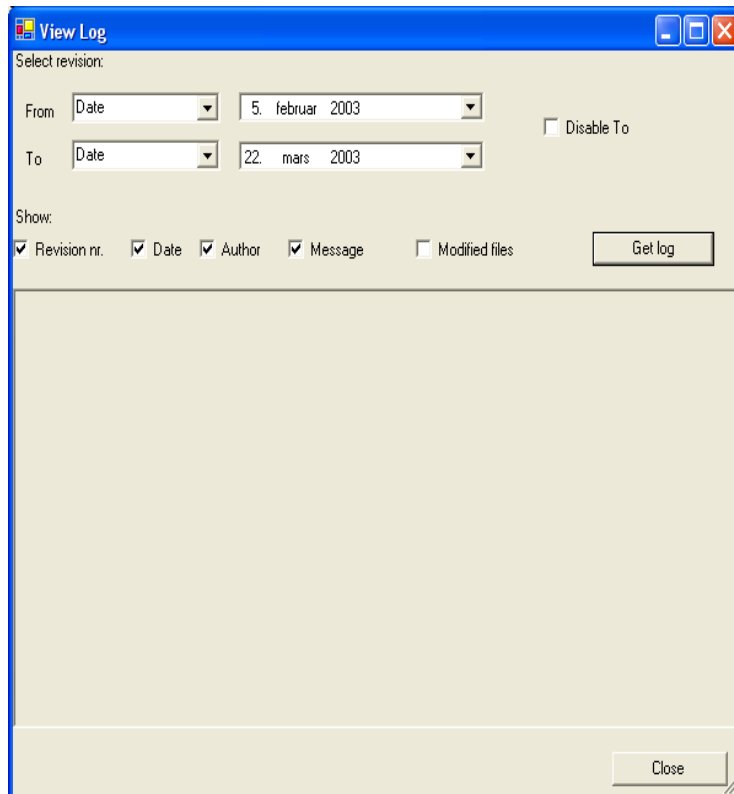 View Log
Select revision:
From Date 5. februar 2003
Disable To
To Date 22. mars 2003
Show:
Revision nr. Date Author Message Modified files Get log
Close